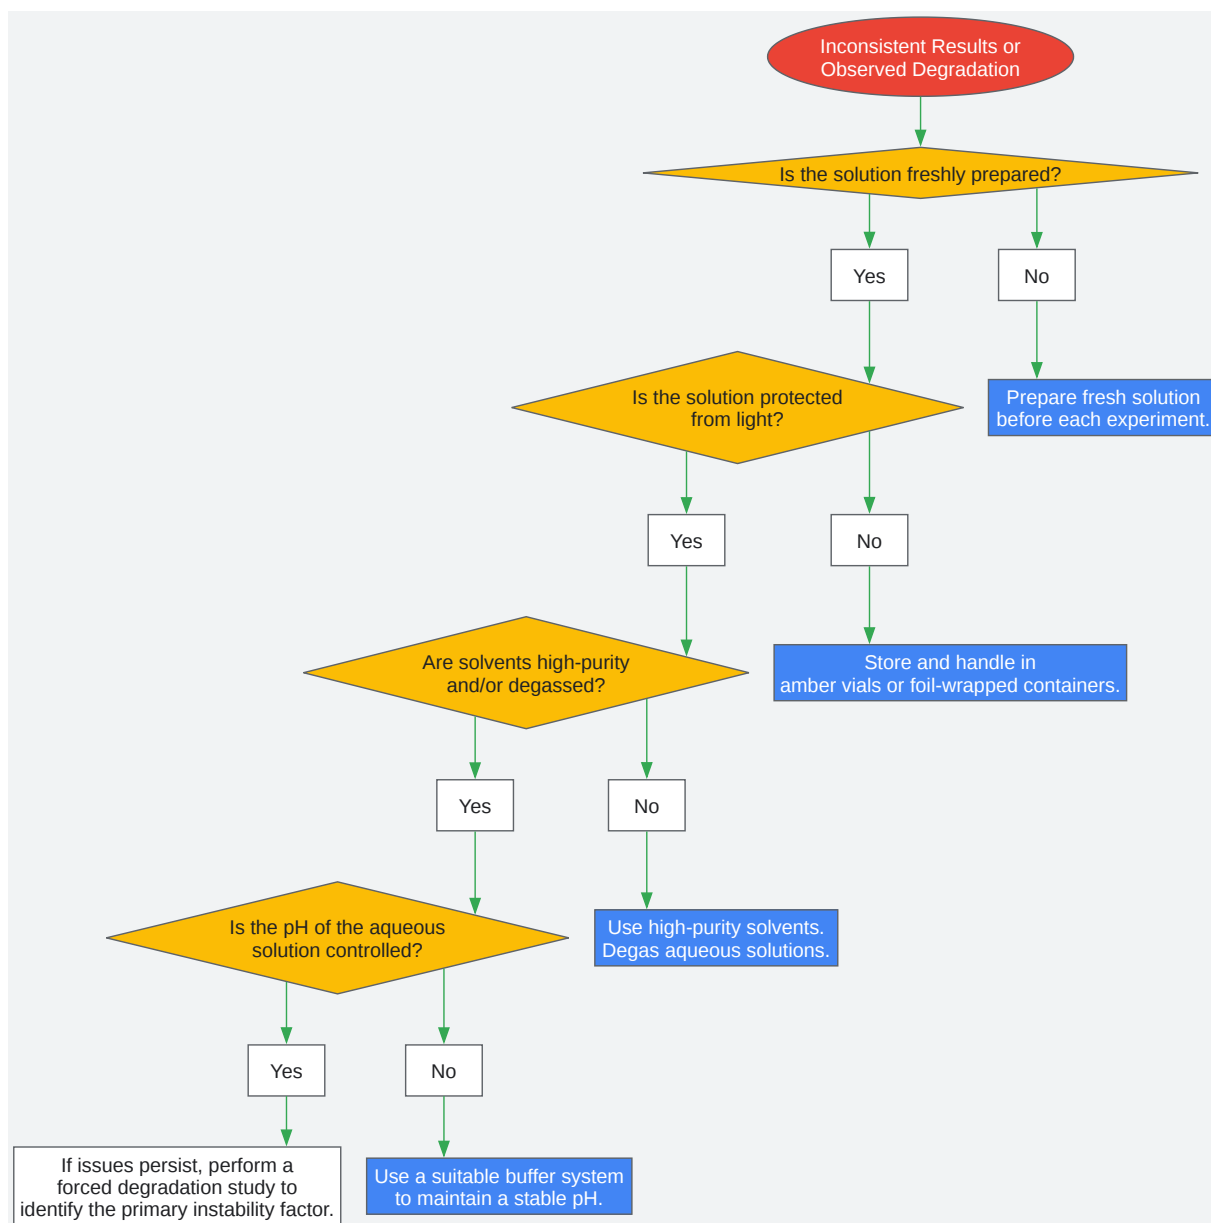 Inconsistent Results or
Observed Degradation
Is the solution freshly prepared?
Yes
No
Is the solution protected
from light?
Prepare fresh solution
before each experiment.
Yes
No
Are solvents high-purity
and/or degassed?
Store and handle in
amber vials or foil-wrapped containers.
Yes
No
Is the pH of the aqueous
solution controlled?
Use high-purity solvents.
Degas aqueous solutions.
Yes
No
If issues persist, perform a
forced degradation study to
identify the primary instability factor.
Use a suitable buffer system
to maintain a stable pH.